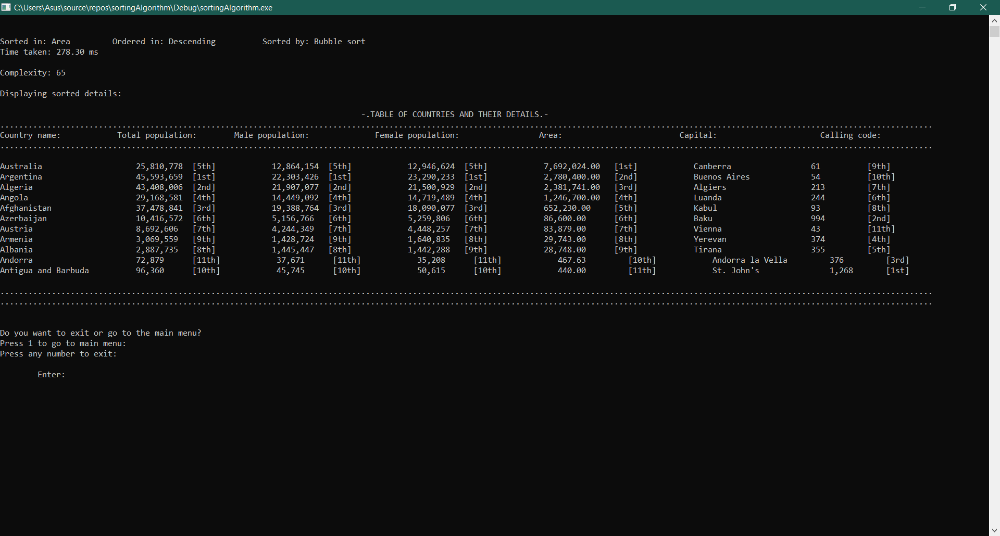 C:\Users\Asus\source\repos\sortingAlgorithm\Debug\sortingAlgorithm.exe
Sorted in: Area Ordered in: Descending Sorted by: Bubble sort
Time taken: 278.30 ms
Complexity: 65
Displaying sorted details:
-.TABLE OF COUNTRIES AND THEIR DETAILS.-
Country name: Total population: Male population: Female population: Area: Capital: Calling code:
Australia 25,810,778 [5th] 12,864,154 [5th] 12,946,624 [5th] 7,692,024.00 [1st] Canberra 61 [9th]
Argentina 45,593,659 [1st] 22,303,426 [1st] 23,290,233 [1st] 2,780,400.00 [2nd] Buenos Aires 54 [10th]
Algeria 43,408,006 [2nd] 21,907,077 [2nd] 21,500,929 [2nd] 2,381,741.00 [3rd] Algiers 213 [7th]
Angola 29,168,581 [4th] 14,449,092 [4th] 14,719,489 [4th] 1,246,700.00 [4th] Luanda 244 [6th]
Afghanistan 37,478,841 [3rd] 19,388,764 [3rd] 18,090,077 [3rd] 652,230.00 [5th] Kabul 93 [8th]
Azerbaijan 10,416,572 [6th] 5,156,766 [6th] 5,259,806 [6th] 86,600.00 [6th] Baku 994 [2nd]
Austria 8,692,606 [7th] 4,244,349 [7th] 4,448,257 [7th] 83,879.00 [7th] Vienna 43 [11th]
Armenia 3,069,559 [9th] 1,428,724 [9th] 1,640,835 [8th] 29,743.00 [8th] Yerevan 374 [4th]
Albania 2,887,735 [8th] 1,445,447 [8th] 1,442,288 [9th] 28,748.00 [9th] Tirana 355 [5th]
Andorra 72,879 [11th] 37,671 [11th] 35,208 [11th] 467.63 [10th] Andorra la Vella 376 [3rd]
Antigua and Barbuda 96,360 [10th] 45,745 [10th] 50,615 [10th] 440.00 [11th] St. John's 1,268 [1st]
Do you want to exit or go to the main menu?
Press 1 to go to main menu:
Press any number to exit:
Enter: